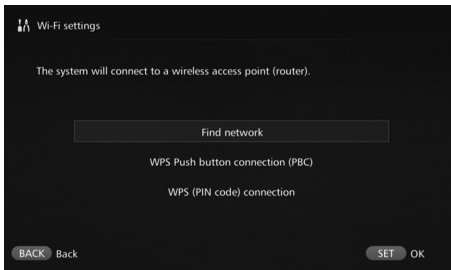 Wi-Fi settings
The system will connect to a wireless access point (router).
Find network
WPS Push button connection (PBC)
WPS (PIN code) connection
BACK Back
SET OK